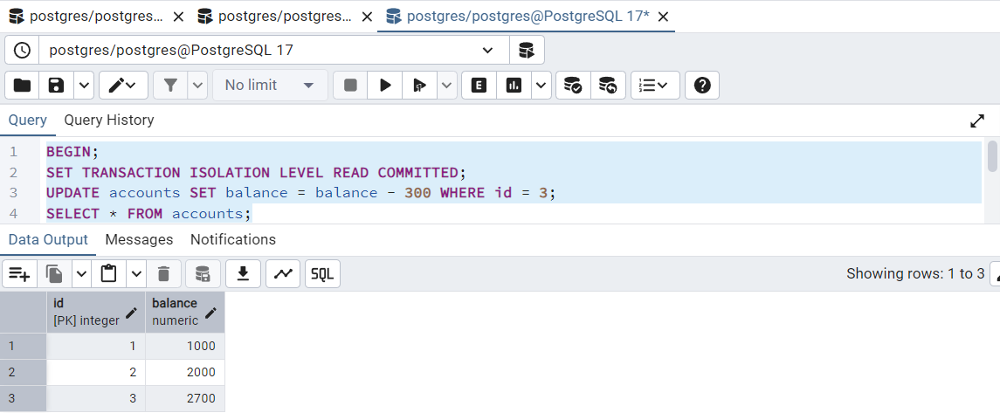 postgres/postgres... postgres/postgres... postgres/postgres@PostgreSQL 17*
postgres/postgres@PostgreSQL 17
No limit E SQL
Query Query History
1 BEGIN;
2 SET TRANSACTION ISOLATION LEVEL READ COMMITTED;
3 UPDATE accounts SET balance = balance - 300 WHERE id = 3;
4 SELECT * FROM accounts;
Data Output Messages Notifications
SQL Showing rows: 1 to 3
id balance
[PK] integer numeric
1 1 1000
2 2 2000
3 3 2700